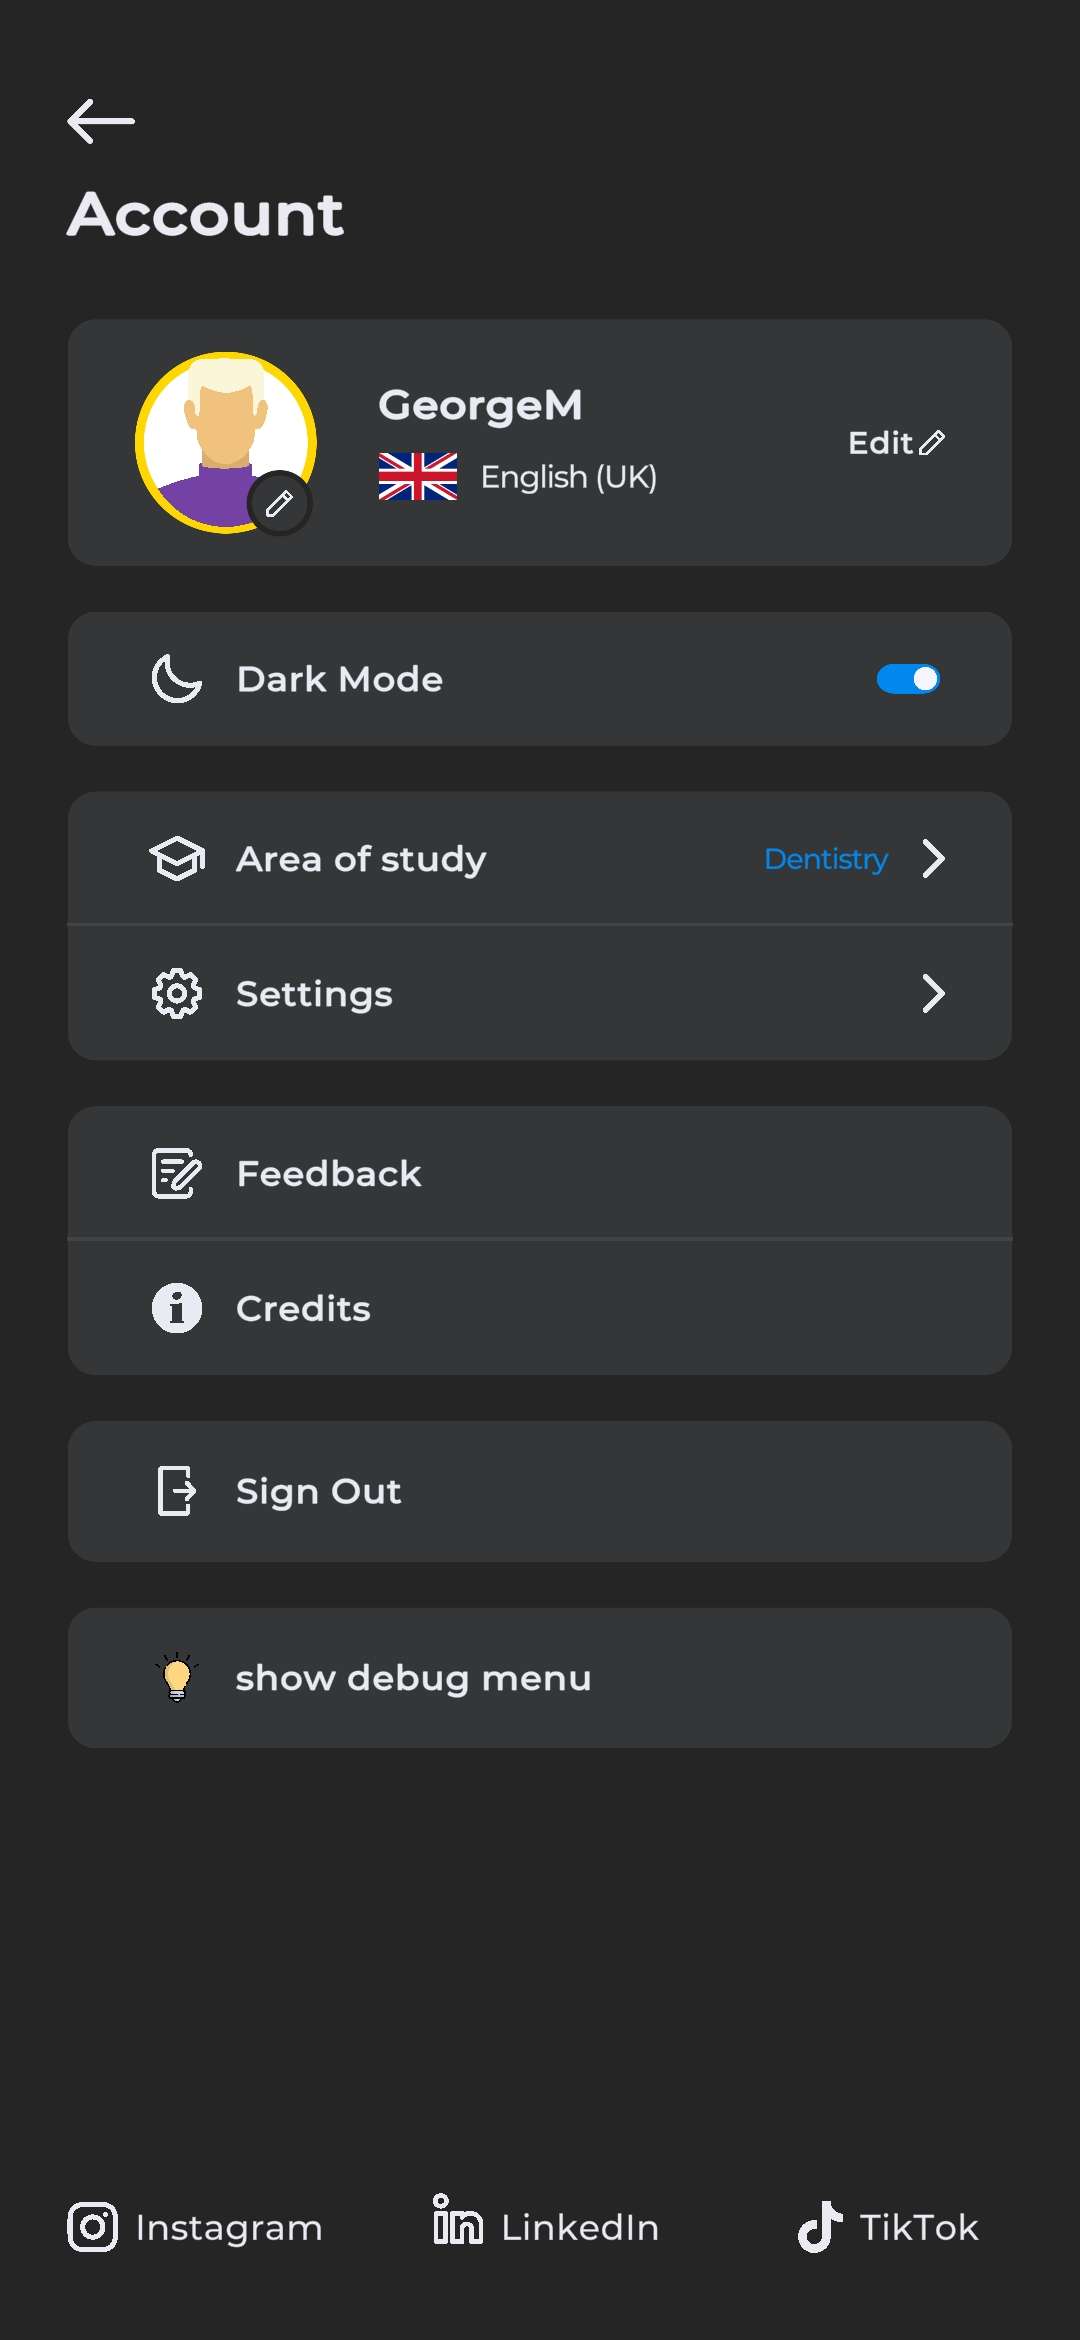 Account
GeorgeM
English (UK)
Edit
Dark Mode
Area of study
Dentistry
Settings
Feedback
Credits
Sign Out
show debug menu
Instagram
LinkedIn
TikTok